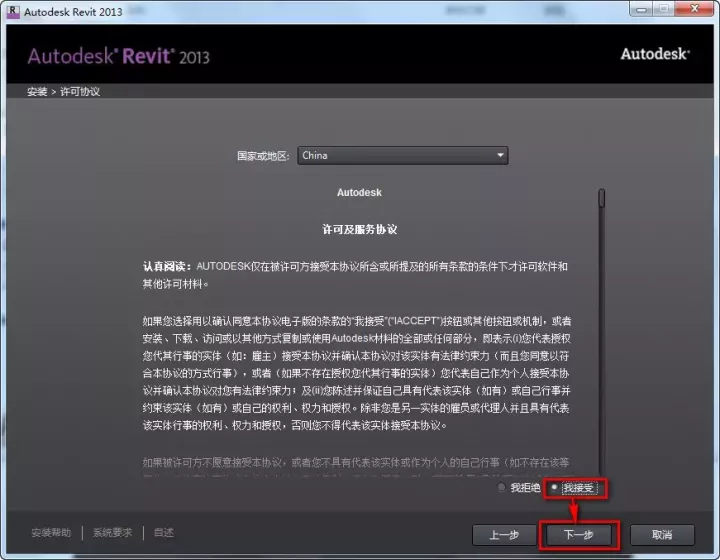 Autodesk Revit 2013
Autodesk® Revit® 2013
Autodesk®
安装 > 许可协议
国家或地区: China
Autodesk
许可及服务协议
认真阅读：AUTODESK仅在被许可方接受本协议所含或所提及的所有条款的条件下才许可软件和
其他许可材料。
如果您选择用以确认同意本协议电子版的条款的“我接受”(“IACCEPT”)按钮或其他按钮或机制，或者
安装、下载、访问或以其他方式复制或使用Autodesk材料的全部或任何部分，即表示(i)您代表授权
您代其行事的实体（如：雇主）接受本协议并确认本协议对该实体有法律约束力（而且您同意以符
合本协议的方式行事），或者（如果不存在授权您代其行事的实体）您代表自己作为个人接受本协
议并确认本协议对您有法律约束力；及(ii)您陈述并保证自己具有代表该实体（如有）或自己行事并
约束该实体（如有）或自己的权利、权力和授权。除非您是另一实体的雇员或代理人并且具有代表
该实体行事的权利、权力和授权，否则您不得代表该实体接受本协议。
如果被许可方不愿意接受本协议，或者您不具有代表该实体或作为个人的自己行事（如不存在该等
我拒绝 我接受
安装帮助 系统要求 自述 上一步 下一步 取消